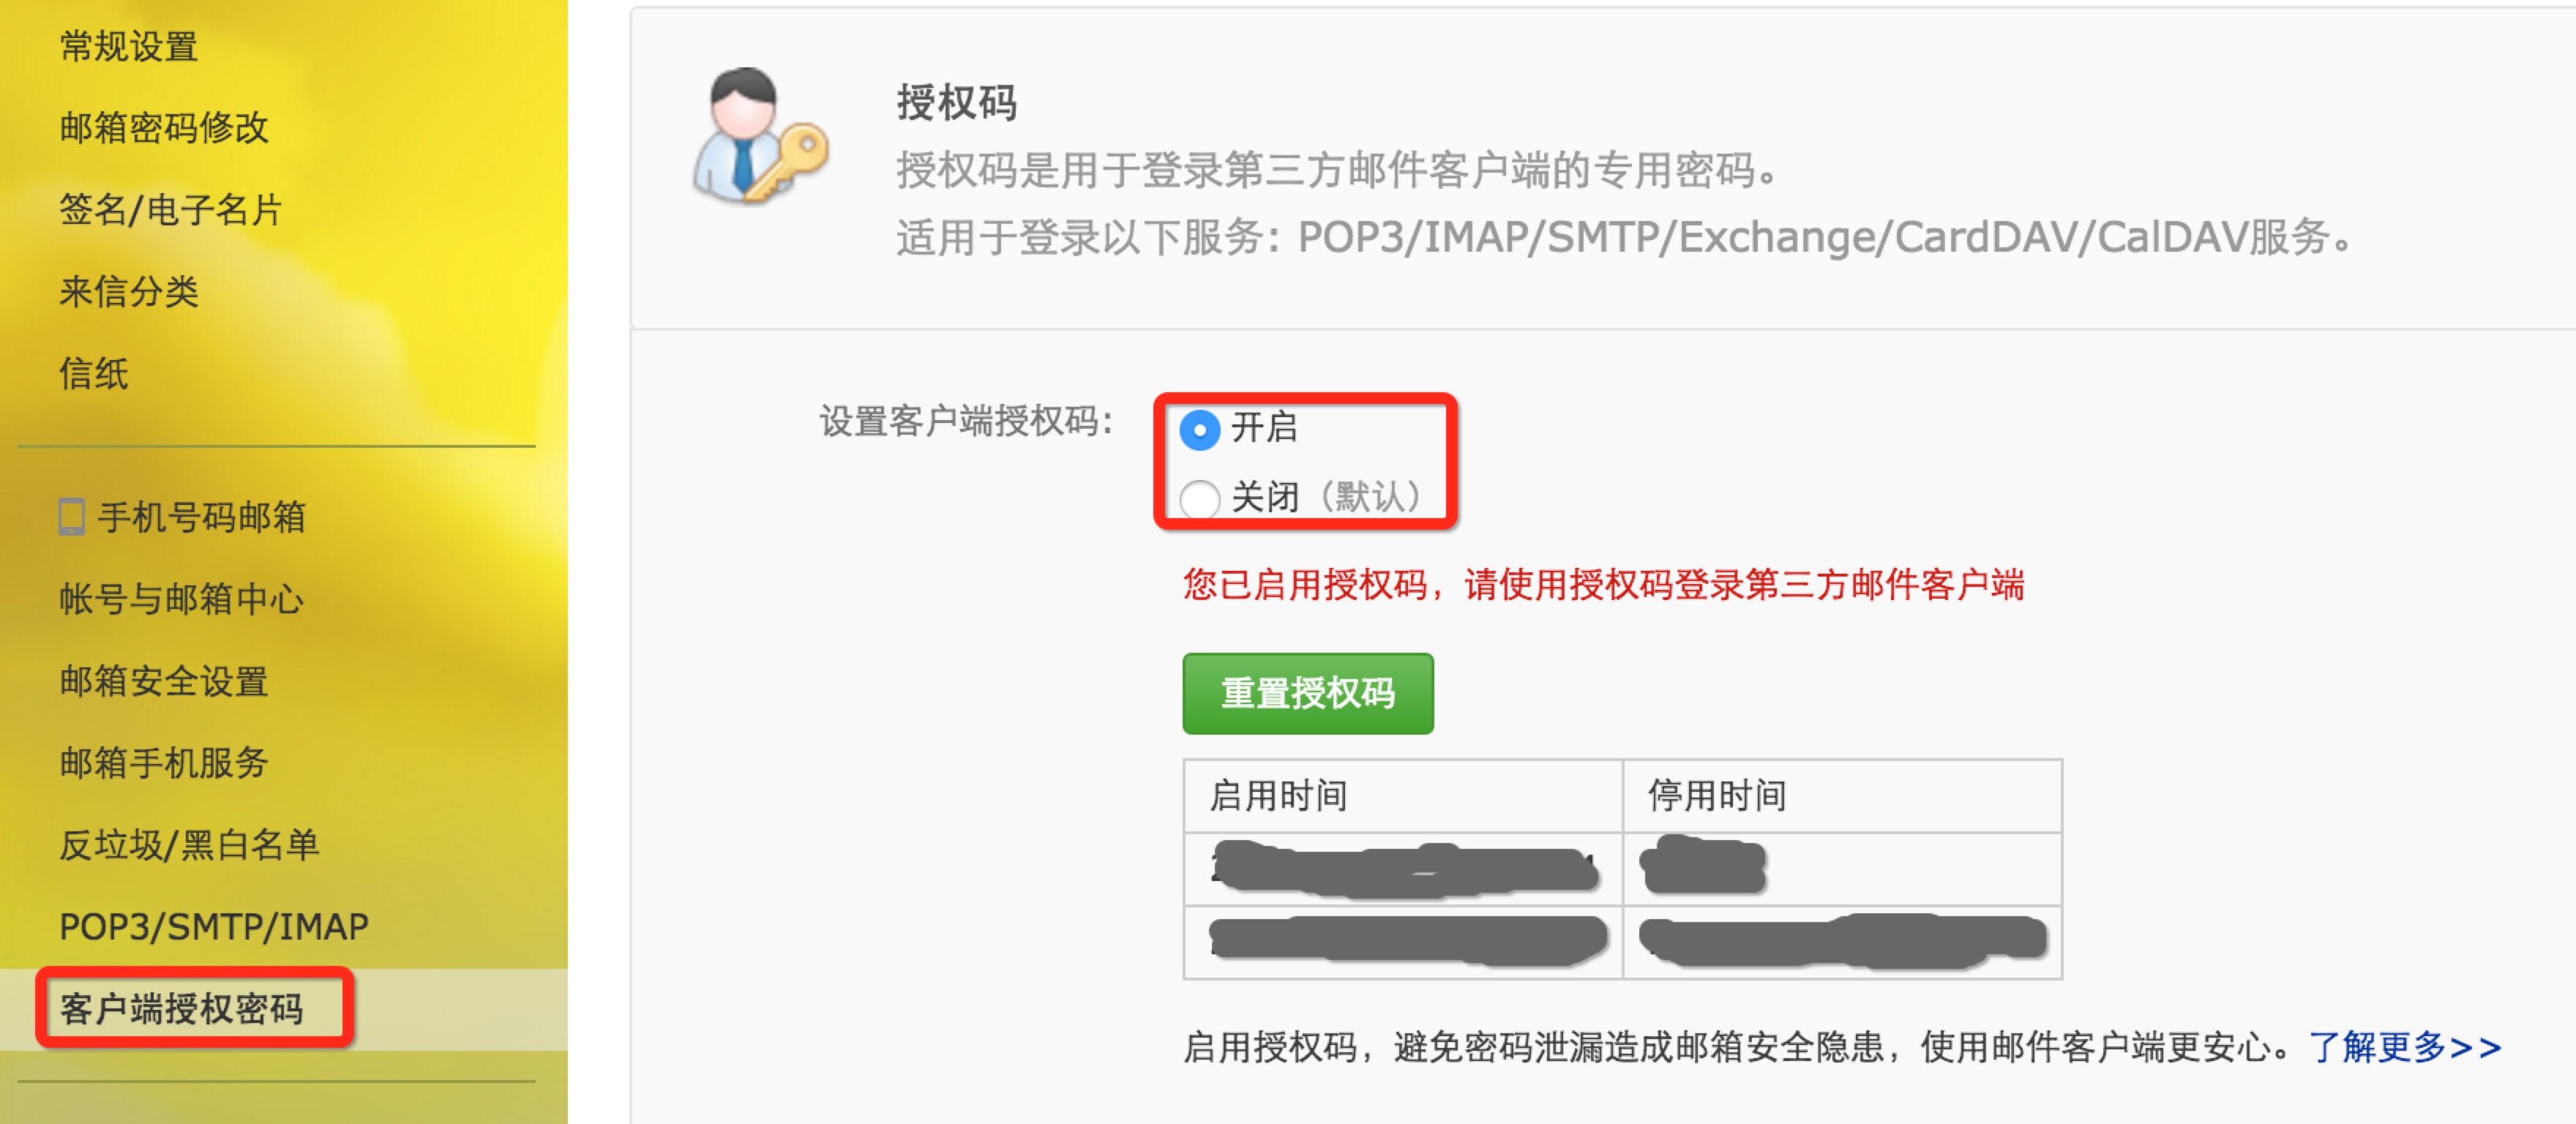 常规设置
邮箱密码修改
签名/电子名片
来信分类
信纸
手机号码邮箱
帐号与邮箱中心
邮箱安全设置
邮箱手机服务
反垃圾/黑白名单
POP3/SMTP/IMAP
客户端授权密码
授权码
授权码是用于登录第三方邮件客户端的专用密码。
适用于登录以下服务: POP3/IMAP/SMTP/Exchange/CardDAV/CalDAV服务。
设置客户端授权码:
开启
关闭（默认）
您已启用授权码，请使用授权码登录第三方邮件客户端
重置授权码
启用时间 停用时间
启用授权码，避免密码泄漏造成邮箱安全隐患，使用邮件客户端更安心。了解更多>>